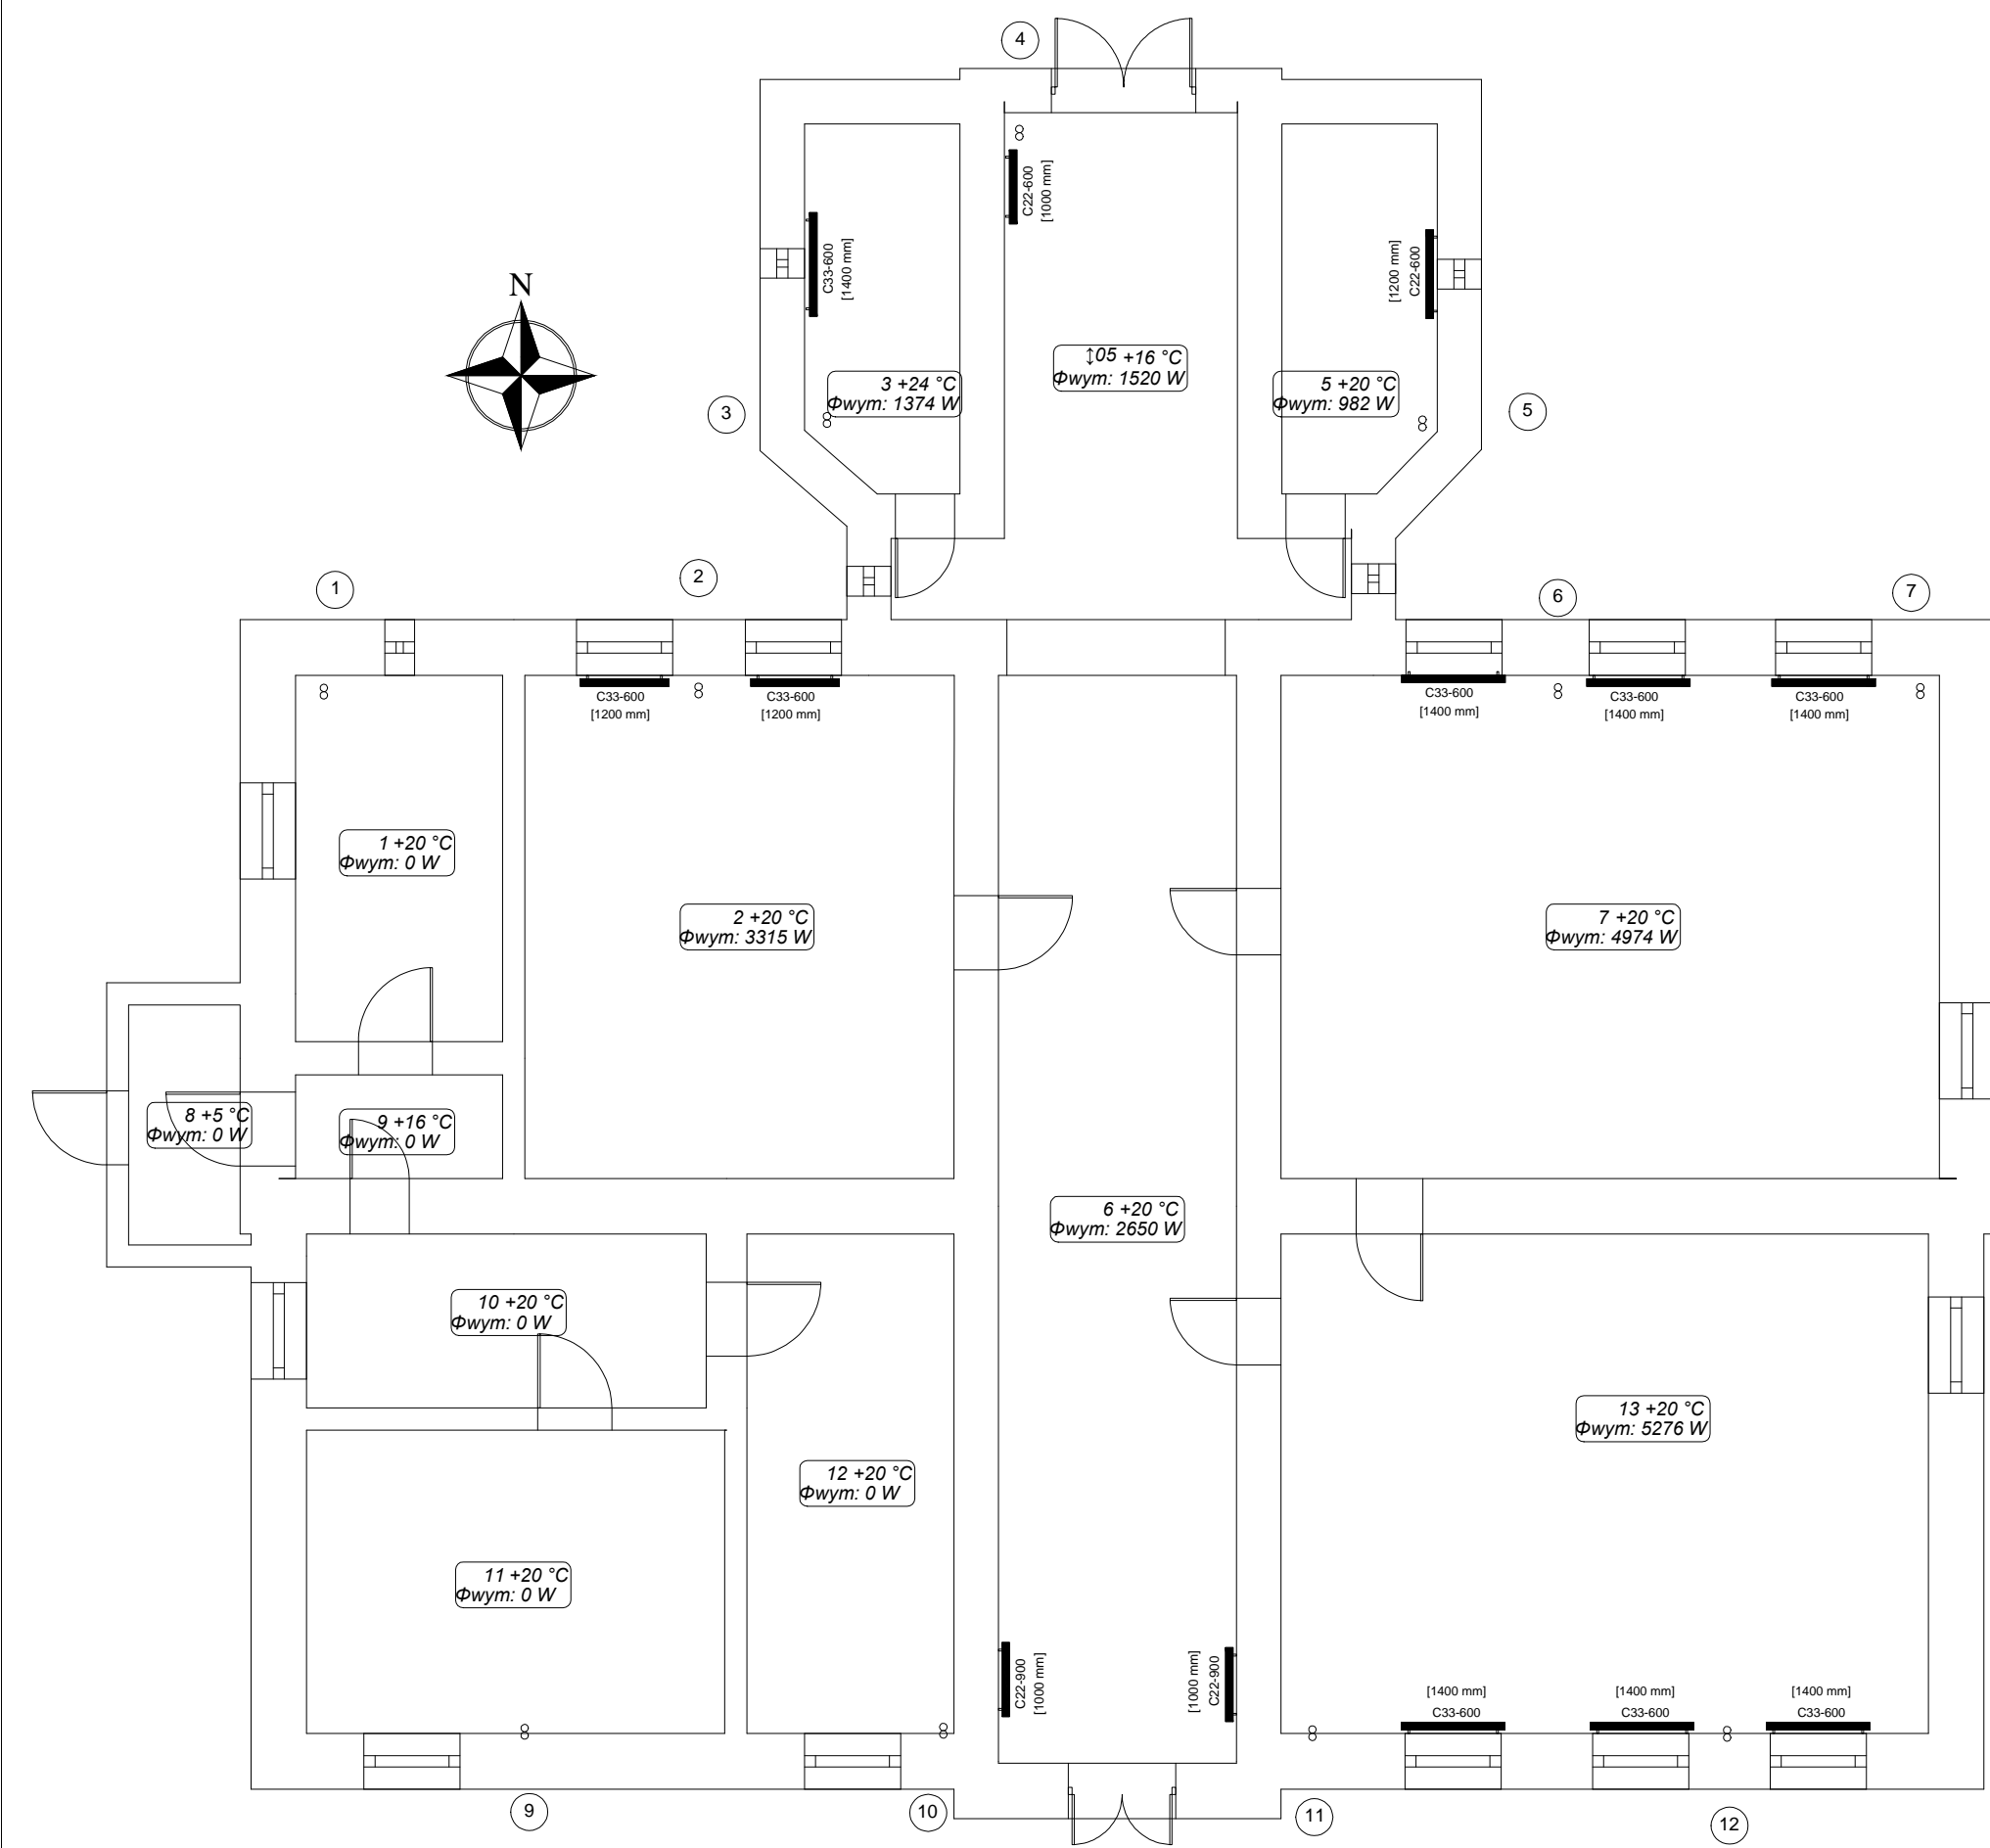 4
N
C22-600
[1000 mm]
C33-600
[1400 mm]
[1200 mm]
C22-600
↕05 +16 °C
Φwym: 1520 W
3 +24 °C
Φwym: 1374 W
5 +20 °C
Φwym: 982 W
3
5
1
2
6
7
C33-600
[1200 mm]
C33-600
[1200 mm]
C33-600
[1400 mm]
C33-600
[1400 mm]
C33-600
[1400 mm]
1 +20 °C
Φwym: 0 W
2 +20 °C
Φwym: 3315 W
7 +20 °C
Φwym: 4974 W
8 +5 °C
Φwym: 0 W
9 +16 °C
Φwym: 0 W
6 +20 °C
Φwym: 2650 W
10 +20 °C
Φwym: 0 W
13 +20 °C
Φwym: 5276 W
12 +20 °C
Φwym: 0 W
11 +20 °C
Φwym: 0 W
C22-900
[1000 mm]
[1000 mm]
C22-900
[1400 mm]
C33-600
[1400 mm]
C33-600
[1400 mm]
C33-600
9
10
11
12